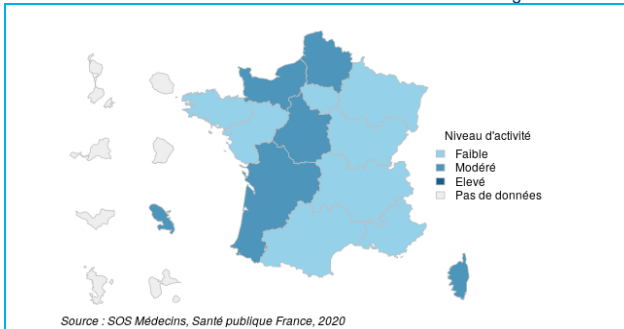 Niveau d'activité
Faible
Modéré
Elevé
Pas de données
Source : SOS Médecins, Santé publique France, 2020